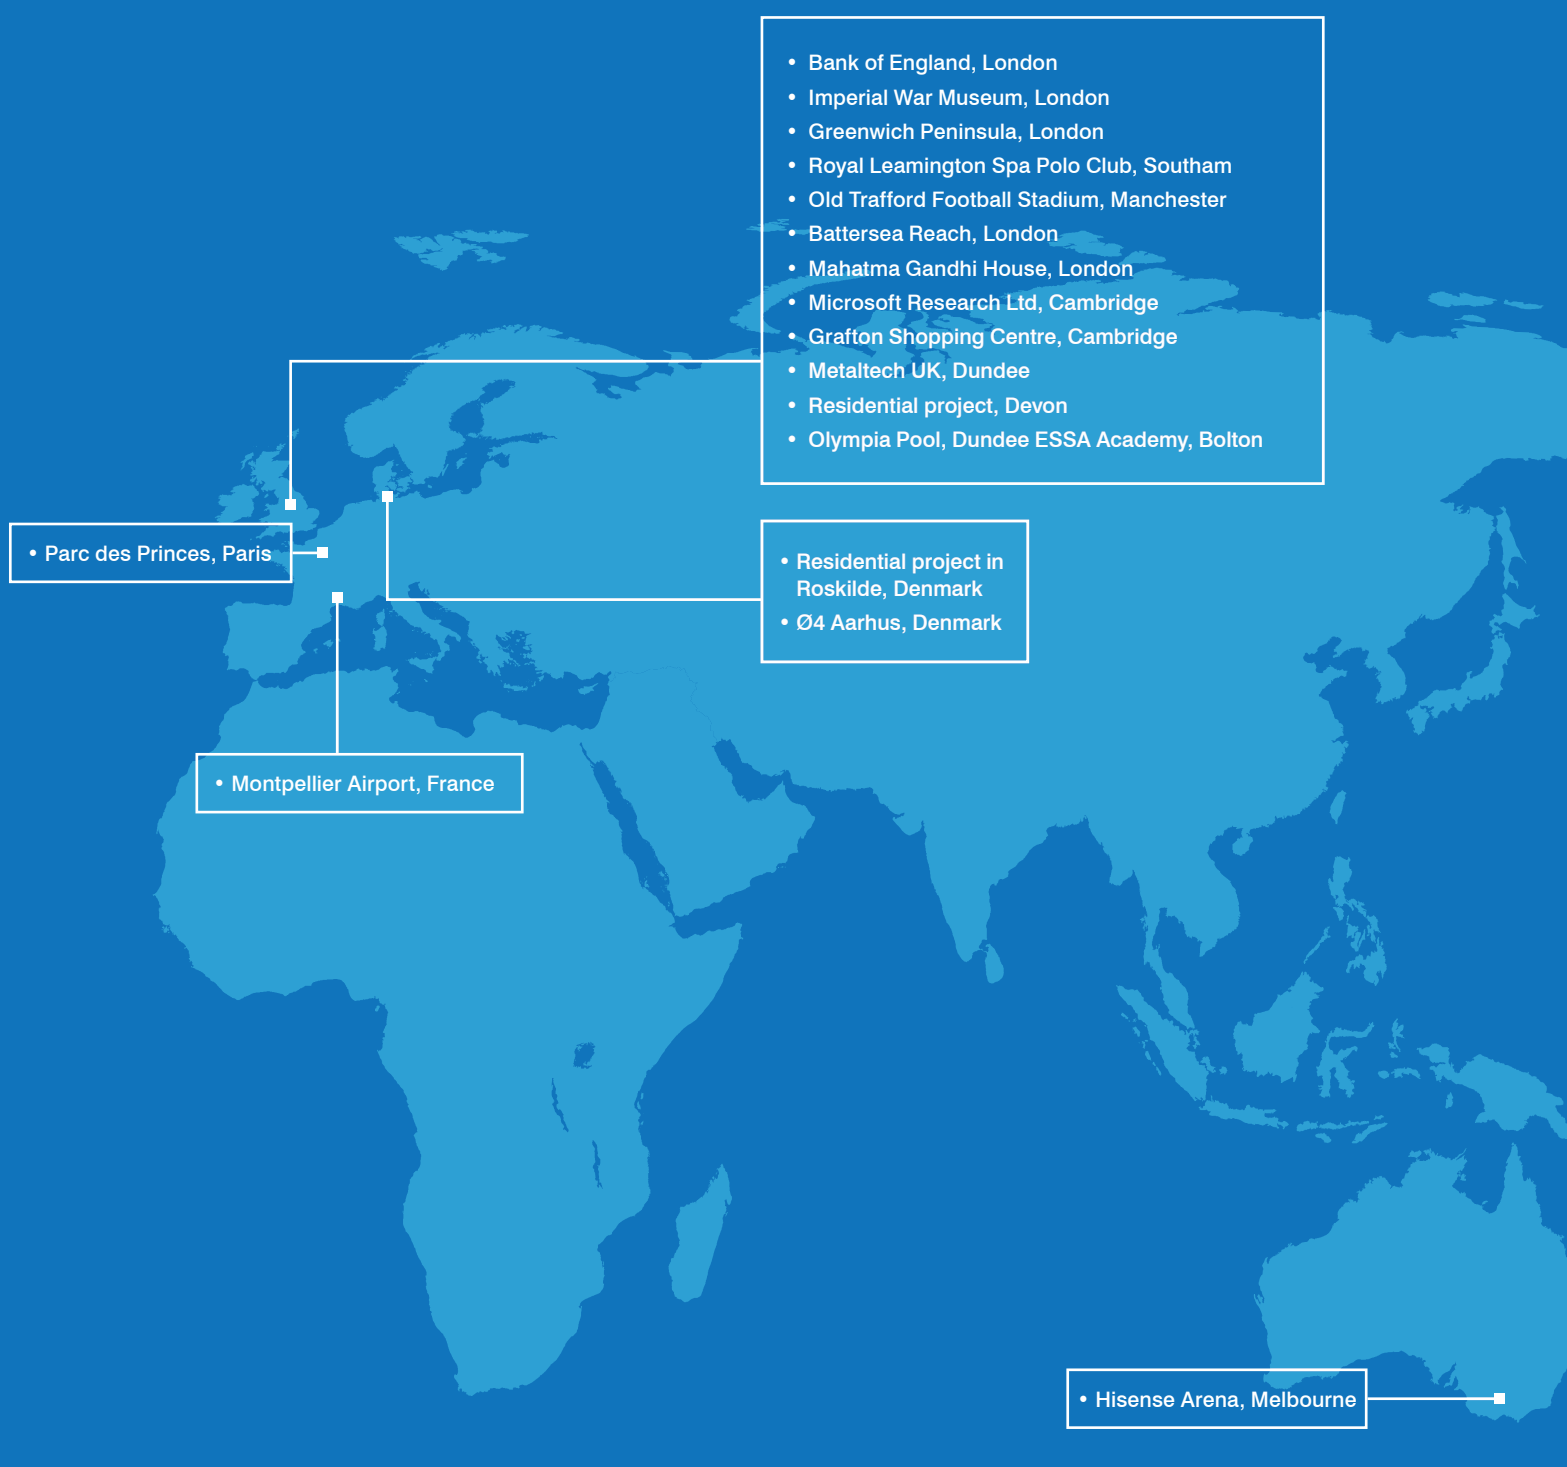 • Bank of England, London
• Imperial War Museum, London
• Greenwich Peninsula, London
• Royal Leamington Spa Polo Club, Southam
• Old Trafford Football Stadium, Manchester
• Battersea Reach, London
• Mahatma Gandhi House, London
• Microsoft Research Ltd, Cambridge
• Grafton Shopping Centre, Cambridge
• Metaltech UK, Dundee
• Residential project, Devon
• Olympia Pool, Dundee ESSA Academy, Bolton
• Parc des Princes, Paris
• Residential project in
Roskilde, Denmark
• Ø4 Aarhus, Denmark
• Montpellier Airport, France
• Hisense Arena, Melbourne